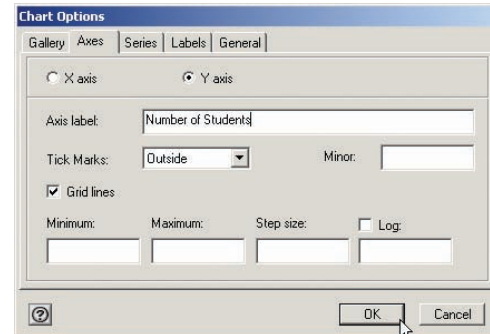 Chart Options
Gallery Axes Series Labels General
X axis Y axis
Axis label: Number of Students
Tick Marks: Outside Minor:
Grid lines
Minimum: Maximum: Step size: Log:
? OK Cancel